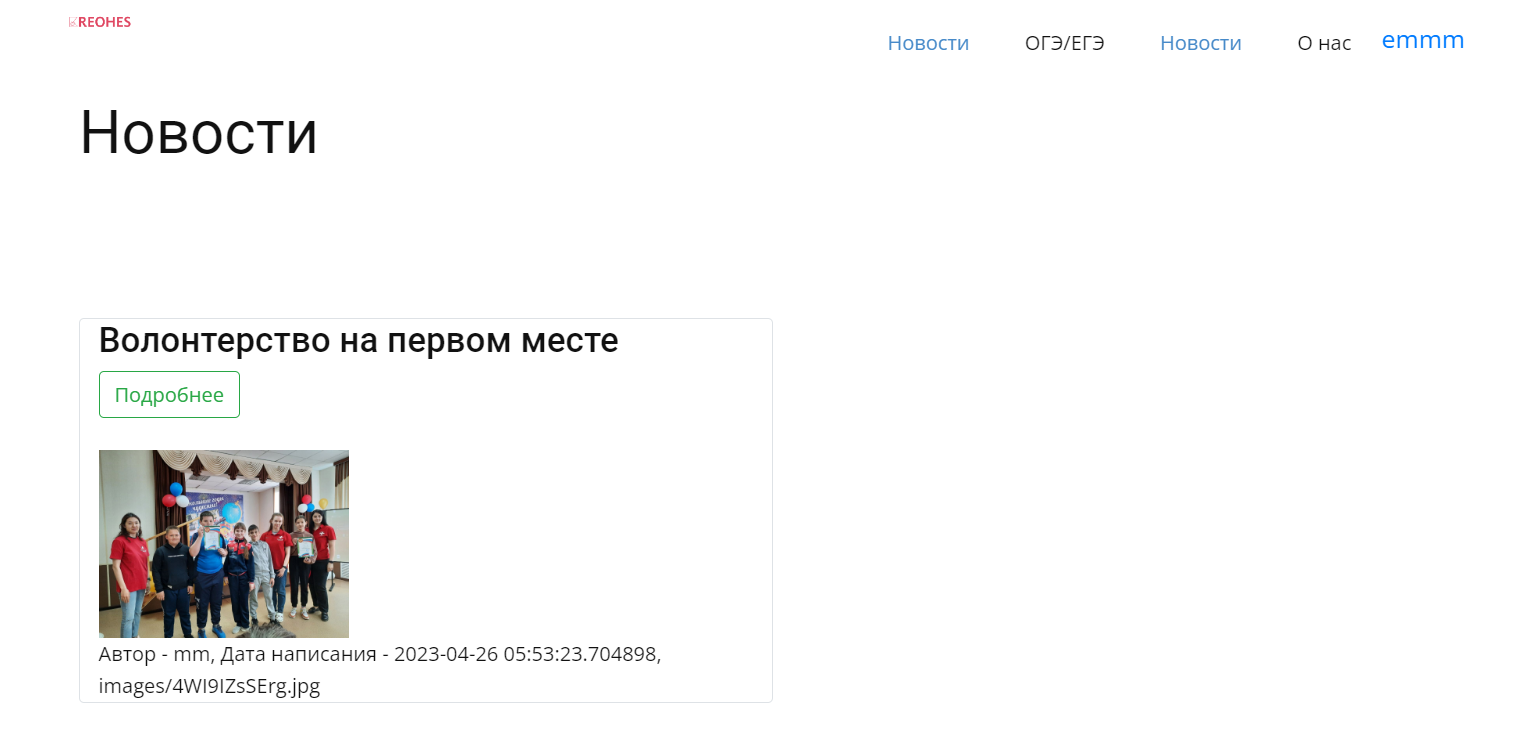 REOHES
Новости ОГЭ/ЕГЭ Новости О нас emmm
Новости
Волонтерство на первом месте
Подробнее
Автор - mm, Дата написания - 2023-04-26 05:53:23.704898,
images/4WI9IZsSErg.jpg